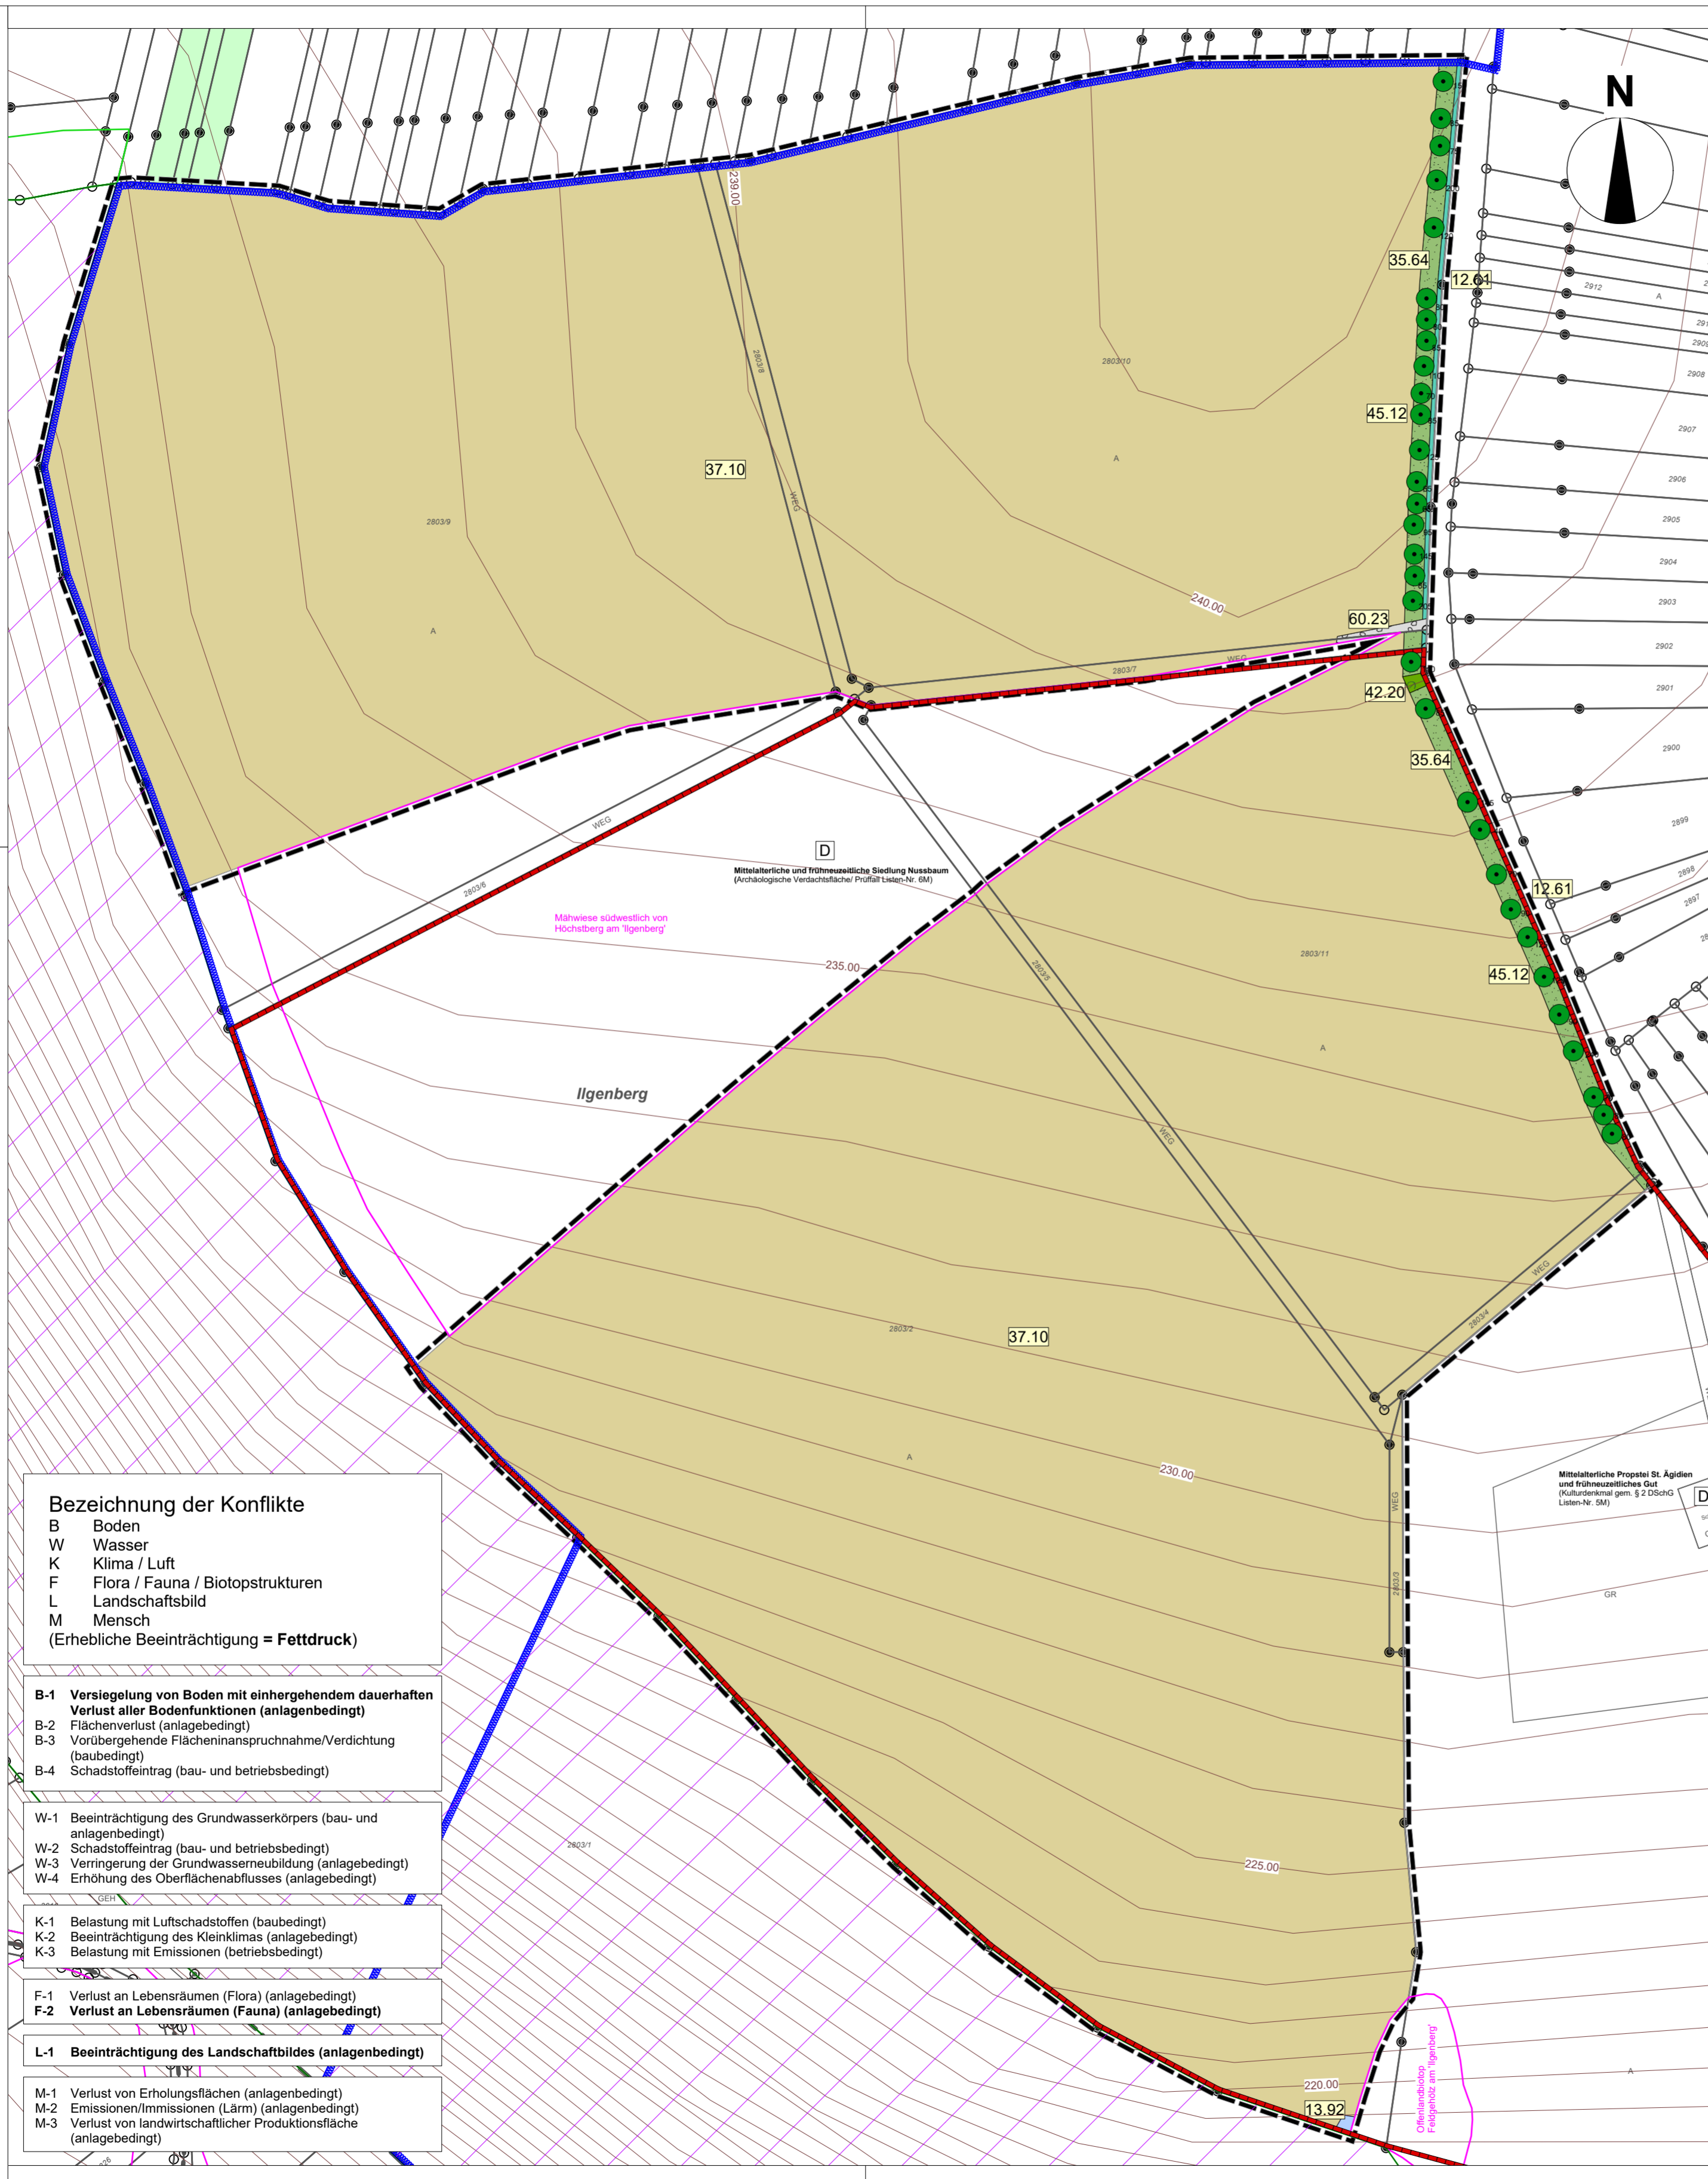 N
239.00
35.64
12.61
2912
A
2803/8
2803/10
2908
45.12
2907
A
37.10
WEG
2906
2803/9
2905
2904
240.00
2903
60.23
A
2902
WEG
2803/7
2901
42.20
2900
35.64
WEG
2899
D
Mittelalterliche und frühneuzeitliche Siedlung Nussbaum
(Archäologische Verdachtsfläche/ Prüffall Listen-Nr. 6M)
2898
12.61
2803/6
2897
Mähwiese südwestlich von
Höchstberg am 'Ilgenberg'
2803/11
235.00
2803/5
45.12
A
Ilgenberg
WEG
WEG
2803/4
2803/2
37.10
A
230.00
Mittelalterliche Propstei St. Ägidien
und frühneuzeitliches Gut
(Kulturdenkmal gem. § 2 DSchG
Listen-Nr. 5M)
D
WEG
2803/3
GR
Bezeichnung der Konflikte
B Boden
W Wasser
K Klima / Luft
F Flora / Fauna / Biotopstrukturen
L Landschaftsbild
M Mensch
(Erhebliche Beeinträchtigung = Fettdruck)
B-1 Versiegelung von Boden mit einhergehendem dauerhaften
Verlust aller Bodenfunktionen (anlagenbedingt)
B-2 Flächenverlust (anlagebedingt)
B-3 Vorübergehende Flächeninanspruchnahme/Verdichtung
(baubedingt)
B-4 Schadstoffeintrag (bau- und betriebsbedingt)
W-1 Beeinträchtigung des Grundwasserkörpers (bau- und
anlagenbedingt)
W-2 Schadstoffeintrag (bau- und betriebsbedingt)
W-3 Verringerung der Grundwasserneubildung (anlagebedingt)
W-4 Erhöhung des Oberflächenabflusses (anlagebedingt)
2803/1
225.00
GEH
K-1 Belastung mit Luftschadstoffen (baubedingt)
K-2 Beeinträchtigung des Kleinklimas (anlagebedingt)
K-3 Belastung mit Emissionen (betriebsbedingt)
F-1 Verlust an Lebensräumen (Flora) (anlagebedingt)
F-2 Verlust an Lebensräumen (Fauna) (anlagebedingt)
L-1 Beeinträchtigung des Landschaftbildes (anlagenbedingt)
M-1 Verlust von Erholungsflächen (anlagenbedingt)
M-2 Emissionen/Immissionen (Lärm) (anlagenbedingt)
M-3 Verlust von landwirtschaftlicher Produktionsfläche
(anlagebedingt)
Offenlandbiotop
Feldgehölz am 'Ilgenberg'
A
220.00
13.92